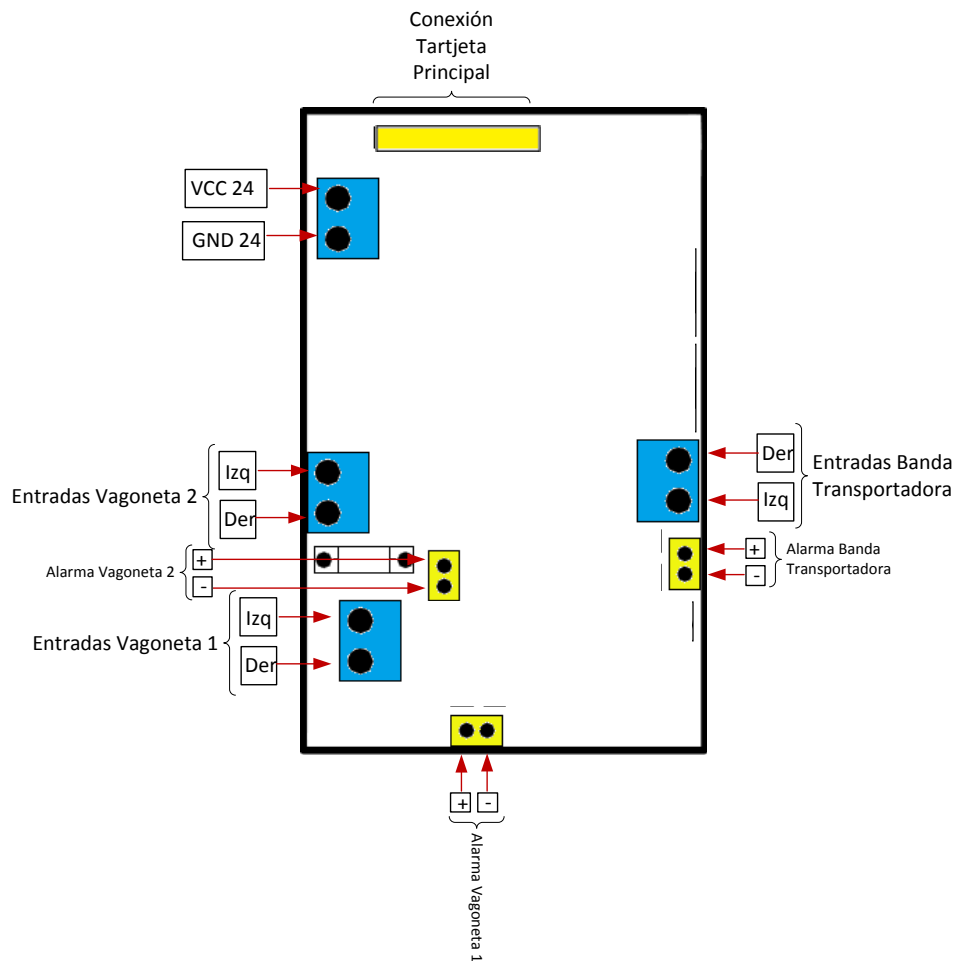 Conexión
Tartjeta
Principal
VCC 24
GND 24
Entradas Vagoneta 2
Izq
Der
Alarma Vagoneta 2
+
-
Entradas Vagoneta 1
Izq
Der
Der
Izq
Entradas Banda
Transportadora
+
-
Alarma Banda
Transportadora
+
-
Alarma Vagoneta 1